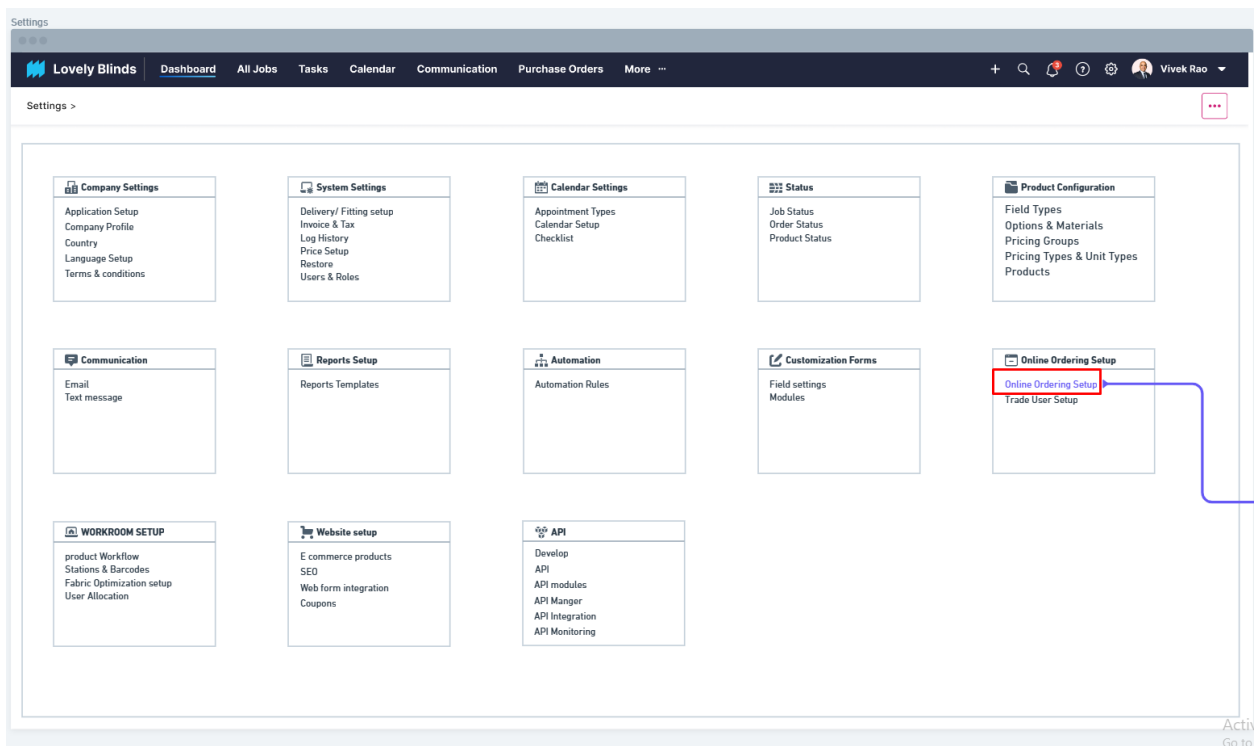 Settings
Lovely Blinds Dashboard All Jobs Tasks Calendar Communication Purchase Orders More ··· + 3 ? Vivek Rao
Settings >
Company Settings
Application Setup
Company Profile
Country
Language Setup
Terms & conditions
System Settings
Delivery/ Fitting setup
Invoice & Tax
Log History
Price Setup
Restore
Users & Roles
Calendar Settings
Appointment Types
Calendar Setup
Checklist
Status
Job Status
Order Status
Product Status
Product Configuration
Field Types
Options & Materials
Pricing Groups
Pricing Types & Unit Types
Products
Communication
Email
Text message
Reports Setup
Reports Templates
Automation
Automation Rules
Customization Forms
Field settings
Modules
Online Ordering Setup
Online Ordering Setup
Trade User Setup
WORKROOM SETUP
product Workflow
Stations & Barcodes
Fabric Optimization setup
User Allocation
Website setup
E commerce products
SEO
Web form integration
Coupons
API
Develop
API
API modules
API Manger
API Integration
API Monitoring
Activ
Go to